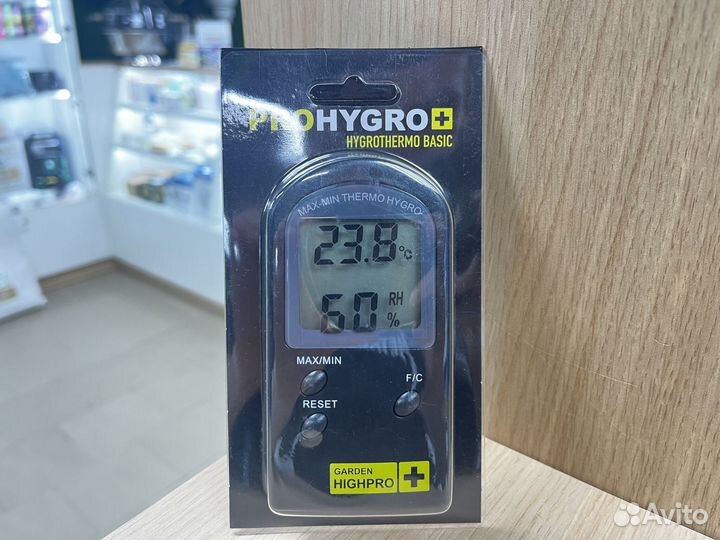 PROHYGRO+
HYGROTHERMO BASIC
MAX-MIN THERMO HYGRO
23.8 °C
60 RH %
MAX/MIN
F/C
RESET
GARDEN
HIGHPRO +
Avito